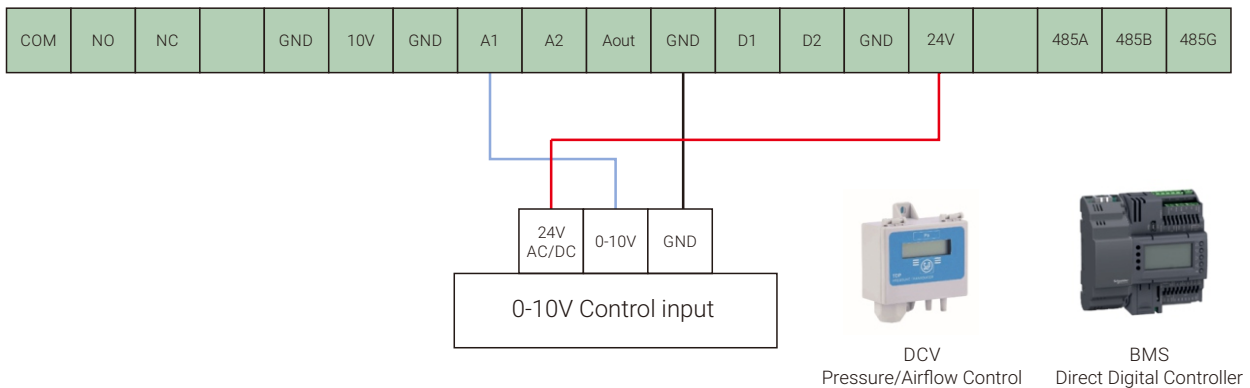 COM NO NC GND 10V GND A1 A2 Aout GND D1 D2 GND 24V 485A 485B 485G
24V
AC/DC
0-10V
GND
0-10V Control input
DCV
Pressure/Airflow Control
BMS
Direct Digital Controller